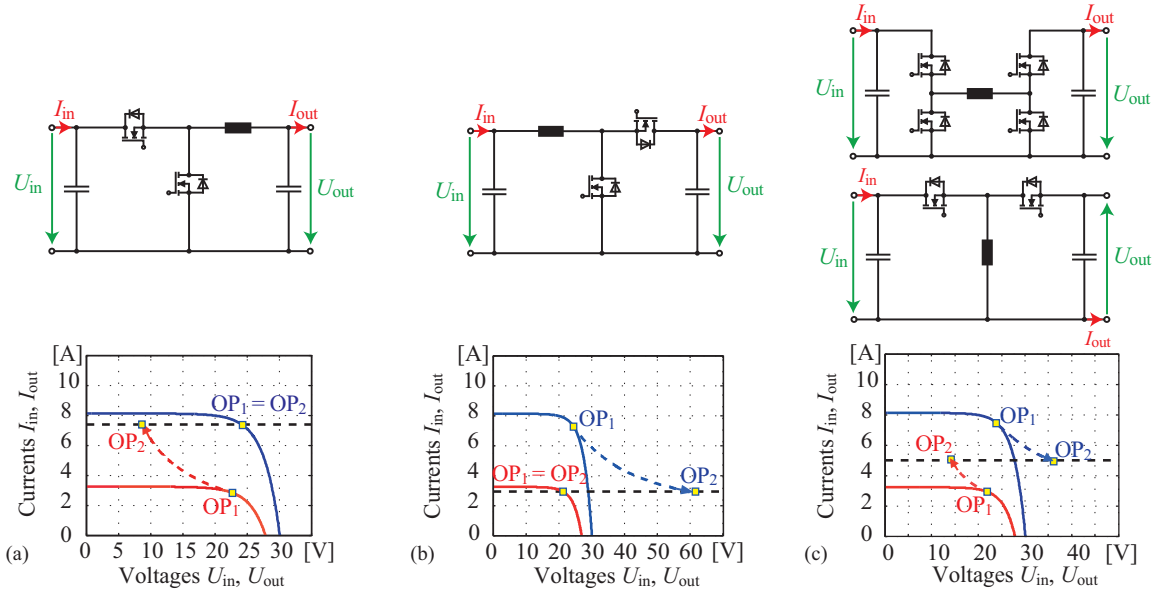 I_in
I_out
U_in
U_out
[A]
10
8
6
4
2
0
Currents I_in, I_out
OP_1 = OP_2
OP_2
OP_1
0
5
10
15
20
25
30
[V]
Voltages U_in, U_out
(a)
I_in
I_out
U_in
U_out
[A]
10
8
6
4
2
0
Currents I_in, I_out
OP_1
OP_1 = OP_2
OP_2
0
10
20
30
40
50
60
[V]
Voltages U_in, U_out
(b)
I_in
I_out
U_in
U_out
I_in
U_in
U_out
I_out
[A]
10
8
6
4
2
0
Currents I_in, I_out
OP_1
OP_2
OP_2
OP_1
0
10
20
30
40
[V]
Voltages U_in, U_out
(c)